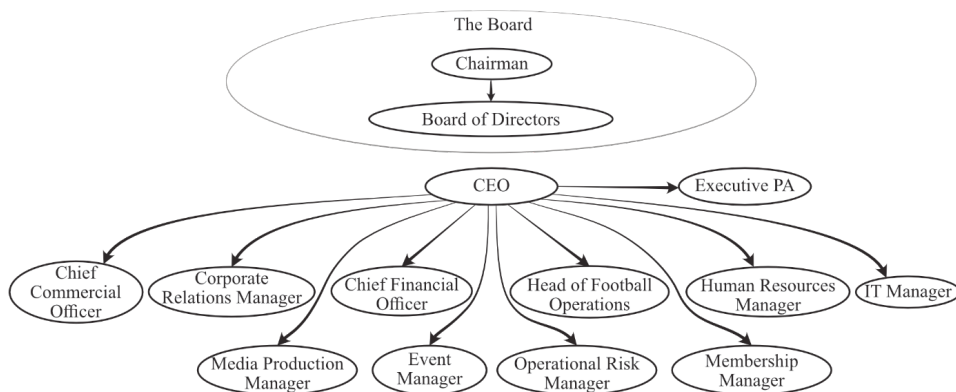 The Board
Chairman
Board of Directors
CEO
Executive PA
Chief
Commercial
Officer
Corporate
Relations Manager
Chief Financial
Officer
Head of Football
Operations
Human Resources
Manager
IT Manager
Media Production
Manager
Event
Manager
Operational Risk
Manager
Membership
Manager